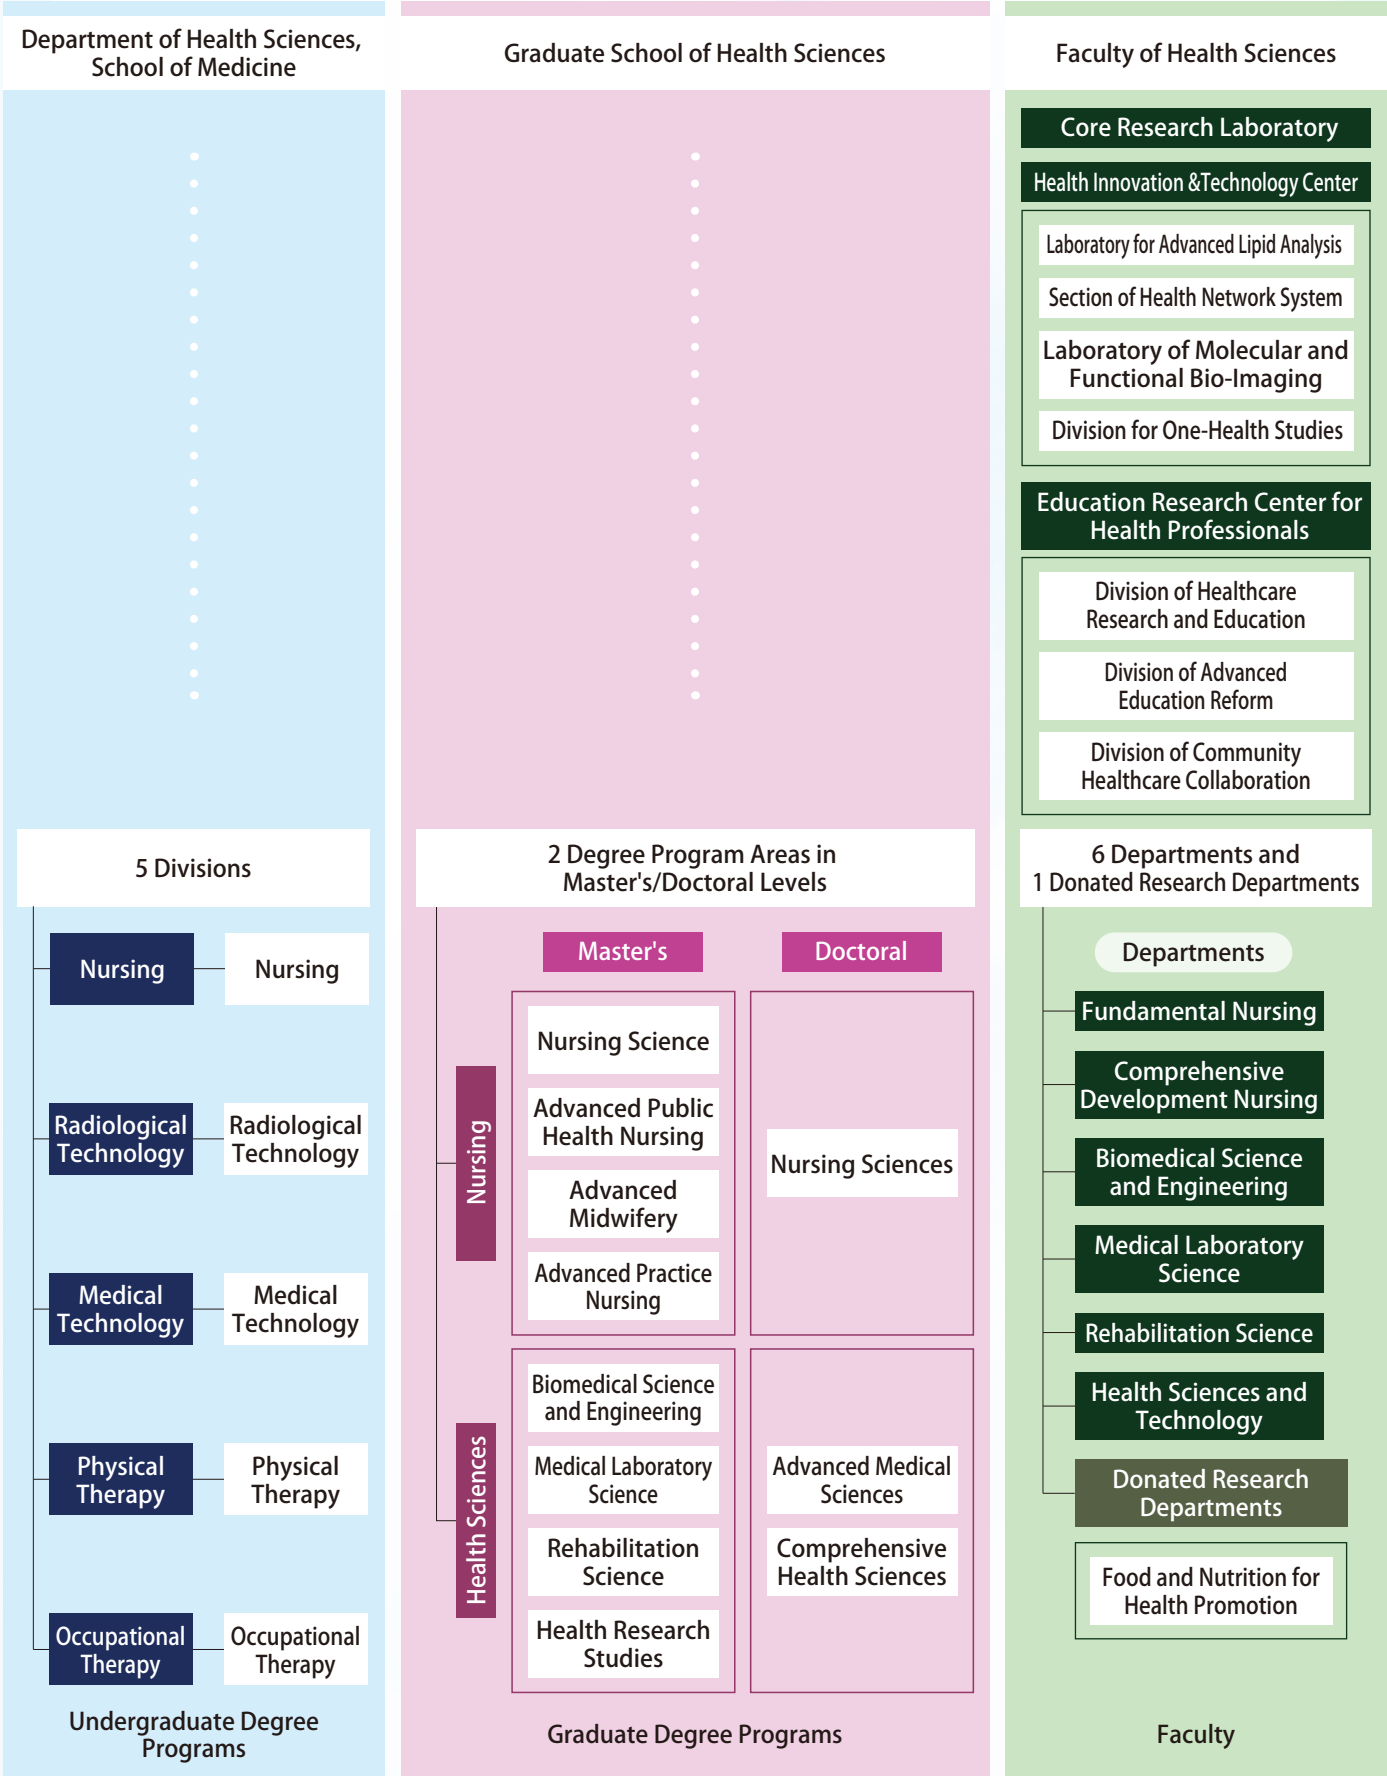 Department of Health Sciences,
School of Medicine
5 Divisions
Nursing
Nursing
Radiological
Technology
Radiological
Technology
Medical
Technology
Medical
Technology
Physical
Therapy
Physical
Therapy
Occupational
Therapy
Occupational
Therapy
Undergraduate Degree
Programs
Graduate School of Health Sciences
2 Degree Program Areas in
Master's/Doctoral Levels
Master's
Doctoral
Nursing
Nursing Science
Advanced Public
Health Nursing
Advanced
Midwifery
Advanced Practice
Nursing
Nursing Sciences
Health Sciences
Biomedical Science
and Engineering
Medical Laboratory
Science
Rehabilitation
Science
Health Research
Studies
Advanced Medical
Sciences
Comprehensive
Health Sciences
Graduate Degree Programs
Faculty of Health Sciences
Core Research Laboratory
Health Innovation &Technology Center
Laboratory for Advanced Lipid Analysis
Section of Health Network System
Laboratory of Molecular and
Functional Bio-Imaging
Division for One-Health Studies
Education Research Center for
Health Professionals
Division of Healthcare
Research and Education
Division of Advanced
Education Reform
Division of Community
Healthcare Collaboration
6 Departments and
1 Donated Research Departments
Departments
Fundamental Nursing
Comprehensive
Development Nursing
Biomedical Science
and Engineering
Medical Laboratory
Science
Rehabilitation Science
Health Sciences and
Technology
Donated Research
Departments
Food and Nutrition for
Health Promotion
Faculty